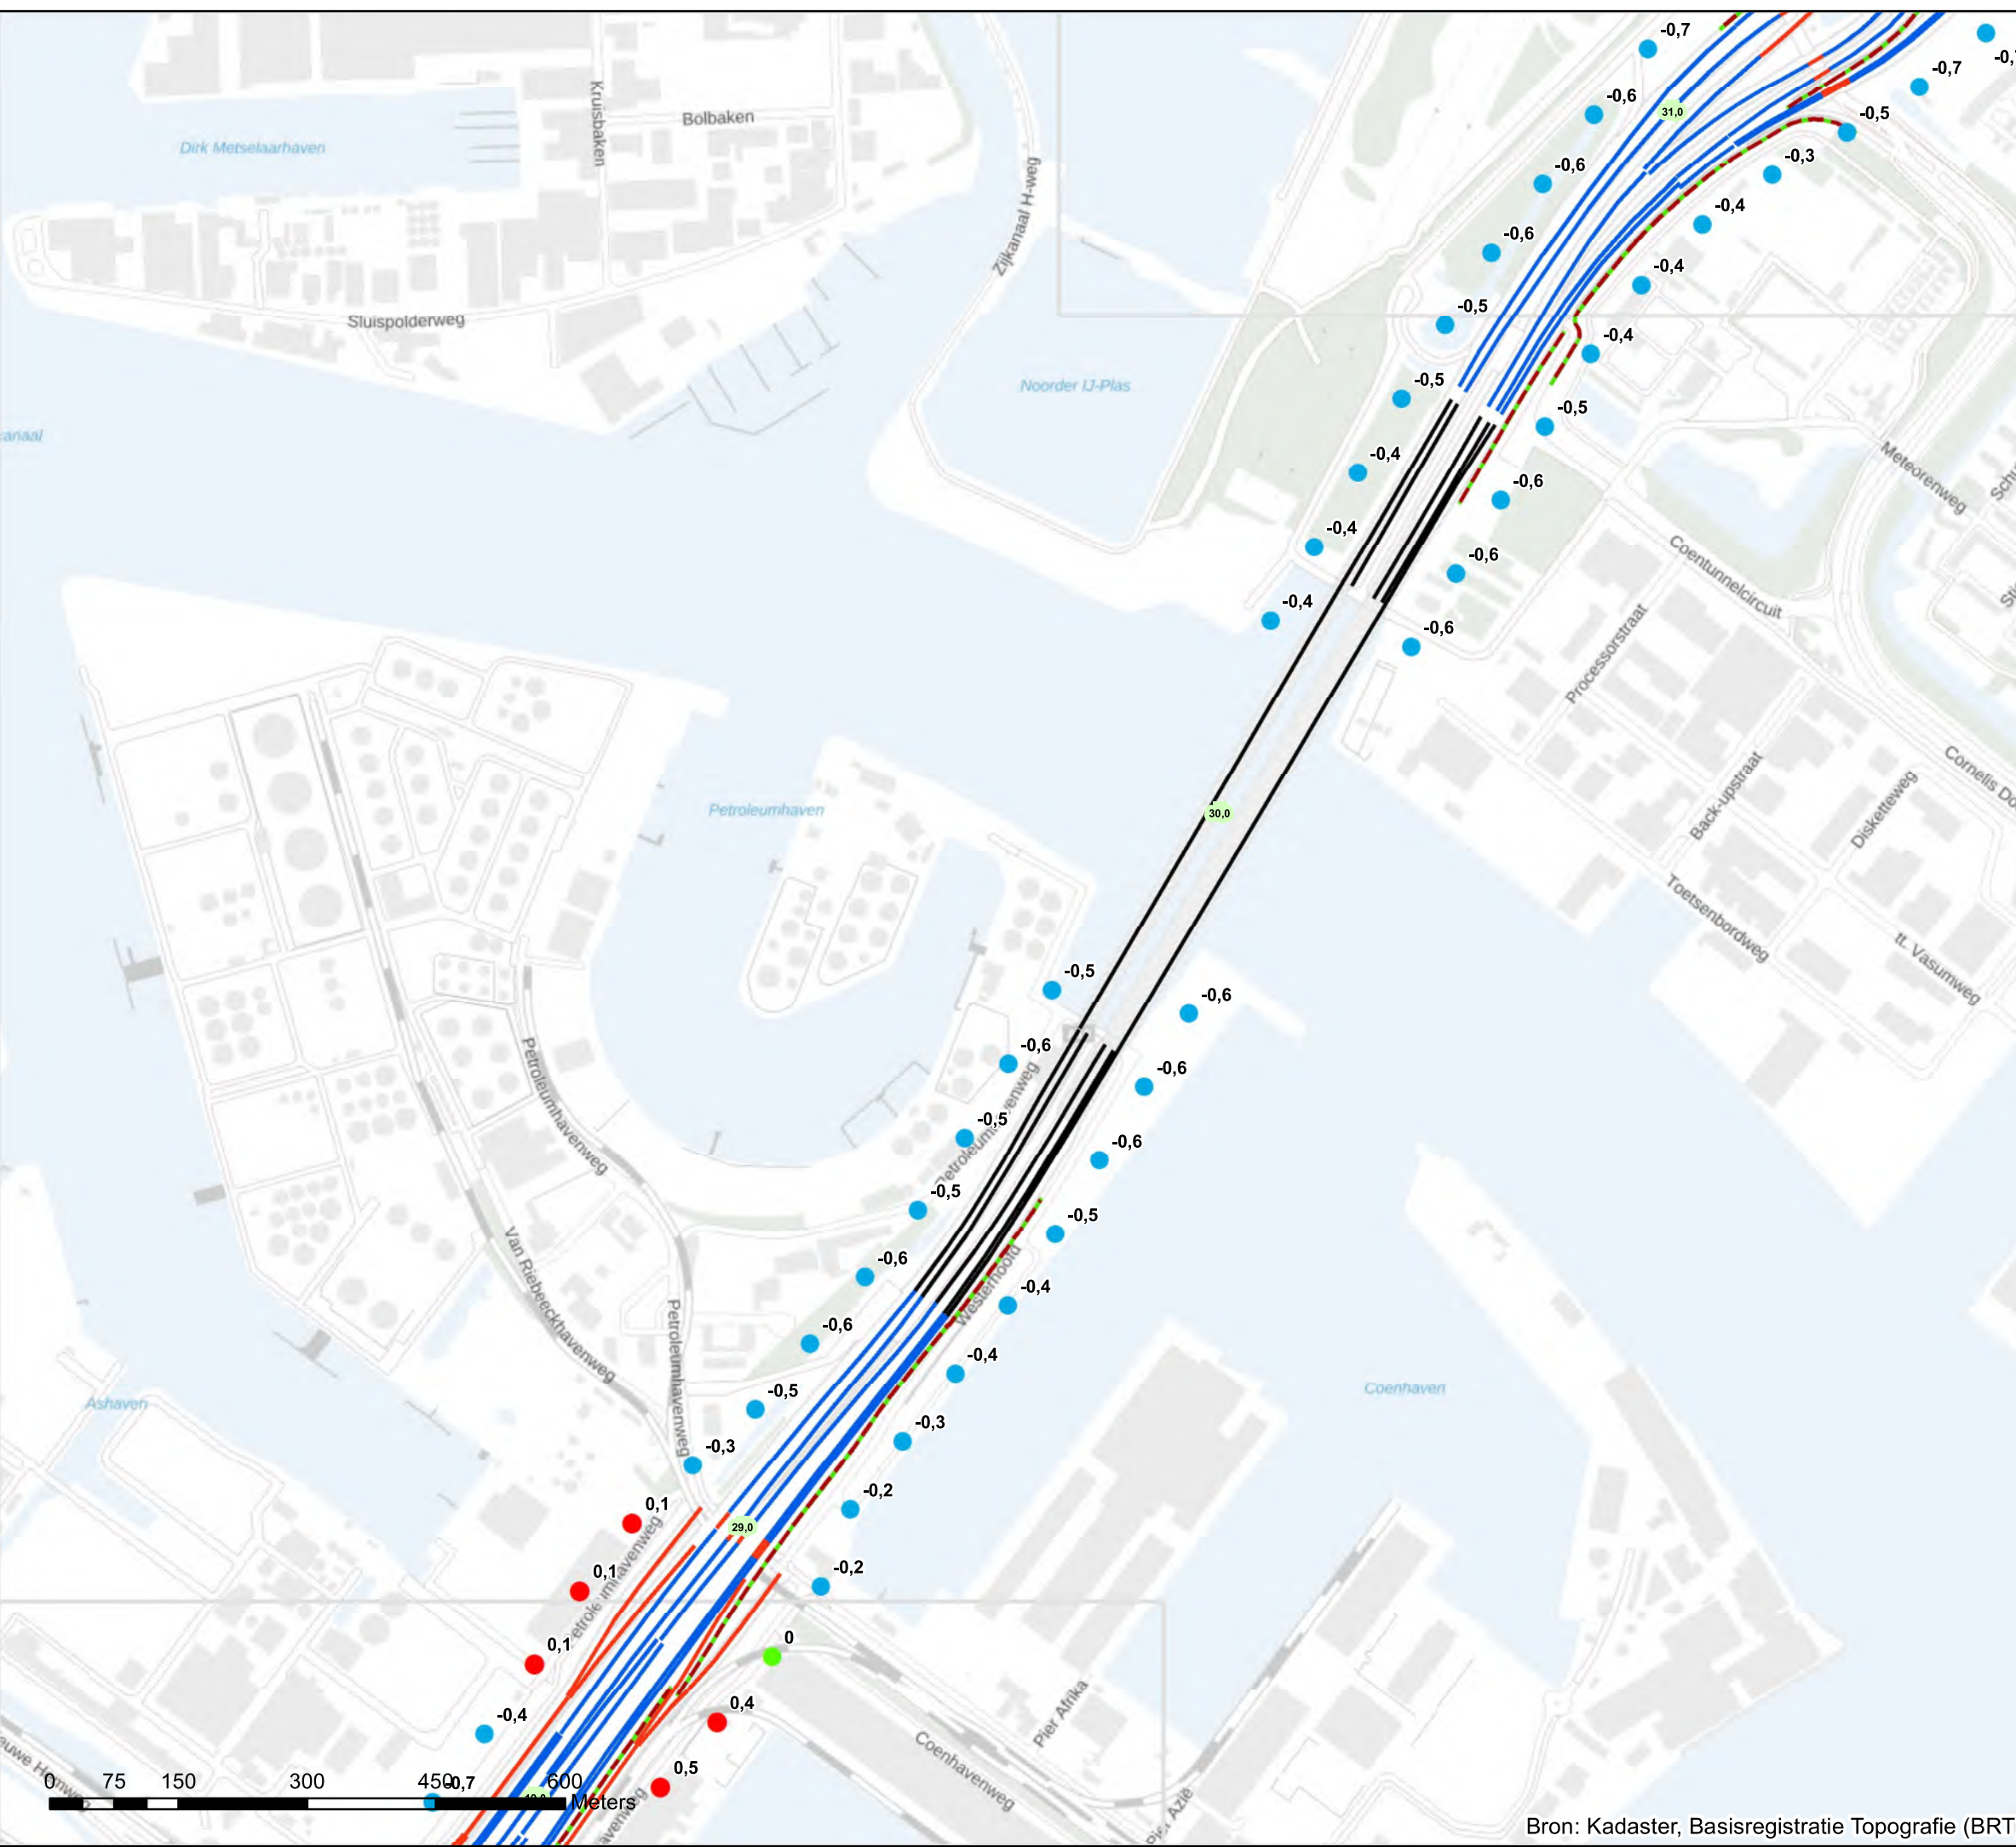 -0,7
-0,7
-0,6
31,0
-0,5
Kruisbaken
Bolbaken
Dirk Metselaarhaven
-0,3
-0,6
Zijkanaal H-weg
-0,4
-0,6
-0,4
-0,5
Sluispolderweg
-0,4
Noorder IJ-Plas
-0,5
-0,5
Meteorenweg
-0,4
-0,6
-0,4
-0,6
Coentunnelcircuit
-0,4
-0,6
Processorstraat
Back-upstraat
Disketteweg
Petroleumhaven
30,0
Toetsenbordweg
tt. Vasumweg
-0,5
-0,6
-0,6
-0,6
Petroleumhavenweg
-0,5
-0,6
-0,5
-0,5
-0,6
Westerhoofd
-0,4
Van Riebeeckhavenweg
Petroleumhavenweg
-0,6
-0,4
-0,5
Coenhaven
Ashaven
-0,3
-0,3
-0,2
0,1
29,0
-0,2
0,1
0
0,1
0,4
-0,4
Pier Afrika
Coenhavenweg
0,5
-0,7
0 75 150 300 450 600
Meters
Pier Azië
Bron: Kadaster, Basisregistratie Topografie (BRT